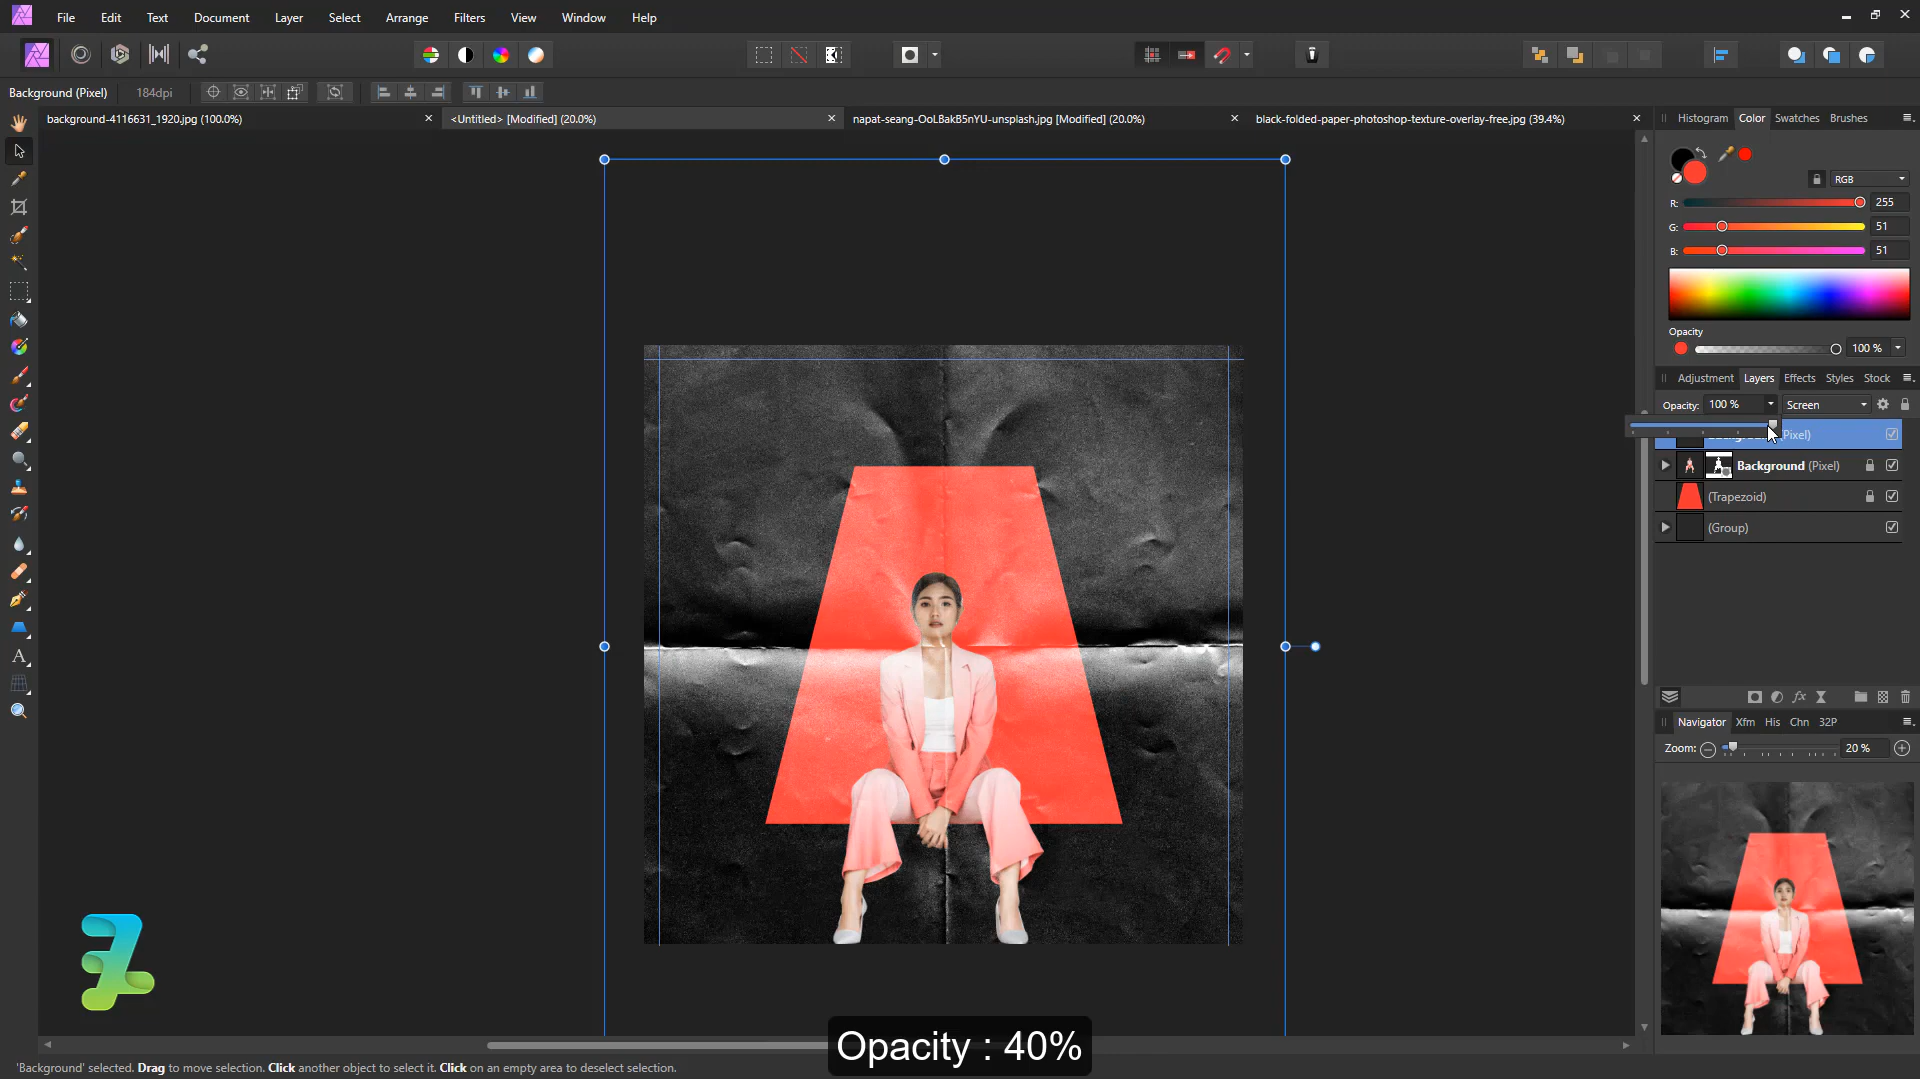 File Edit Text Document Layer Select Arrange Filters View Window Help
Background (Pixel) 184dpi
background-4116631_1920.jpg (100.0%) <Untitled> [Modified] (20.0%) napat-seang-OoLBakB5nYU-unsplash.jpg [Modified] (20.0%) black-folded-paper-photoshop-texture-overlay-free.jpg (39.4%)
Histogram Color Swatches Brushes
RGB
R: 255
G: 51
B: 51
Opacity
100 %
Adjustment Layers Effects Styles Stock
Opacity: 100 % Screen
(Pixel)
Background (Pixel)
(Trapezoid)
(Group)
Navigator Xfm His Chn 32P
Zoom: 20 %
Opacity : 40%
'Background' selected. Drag to move selection. Click another object to select it. Click on an empty area to deselect selection.